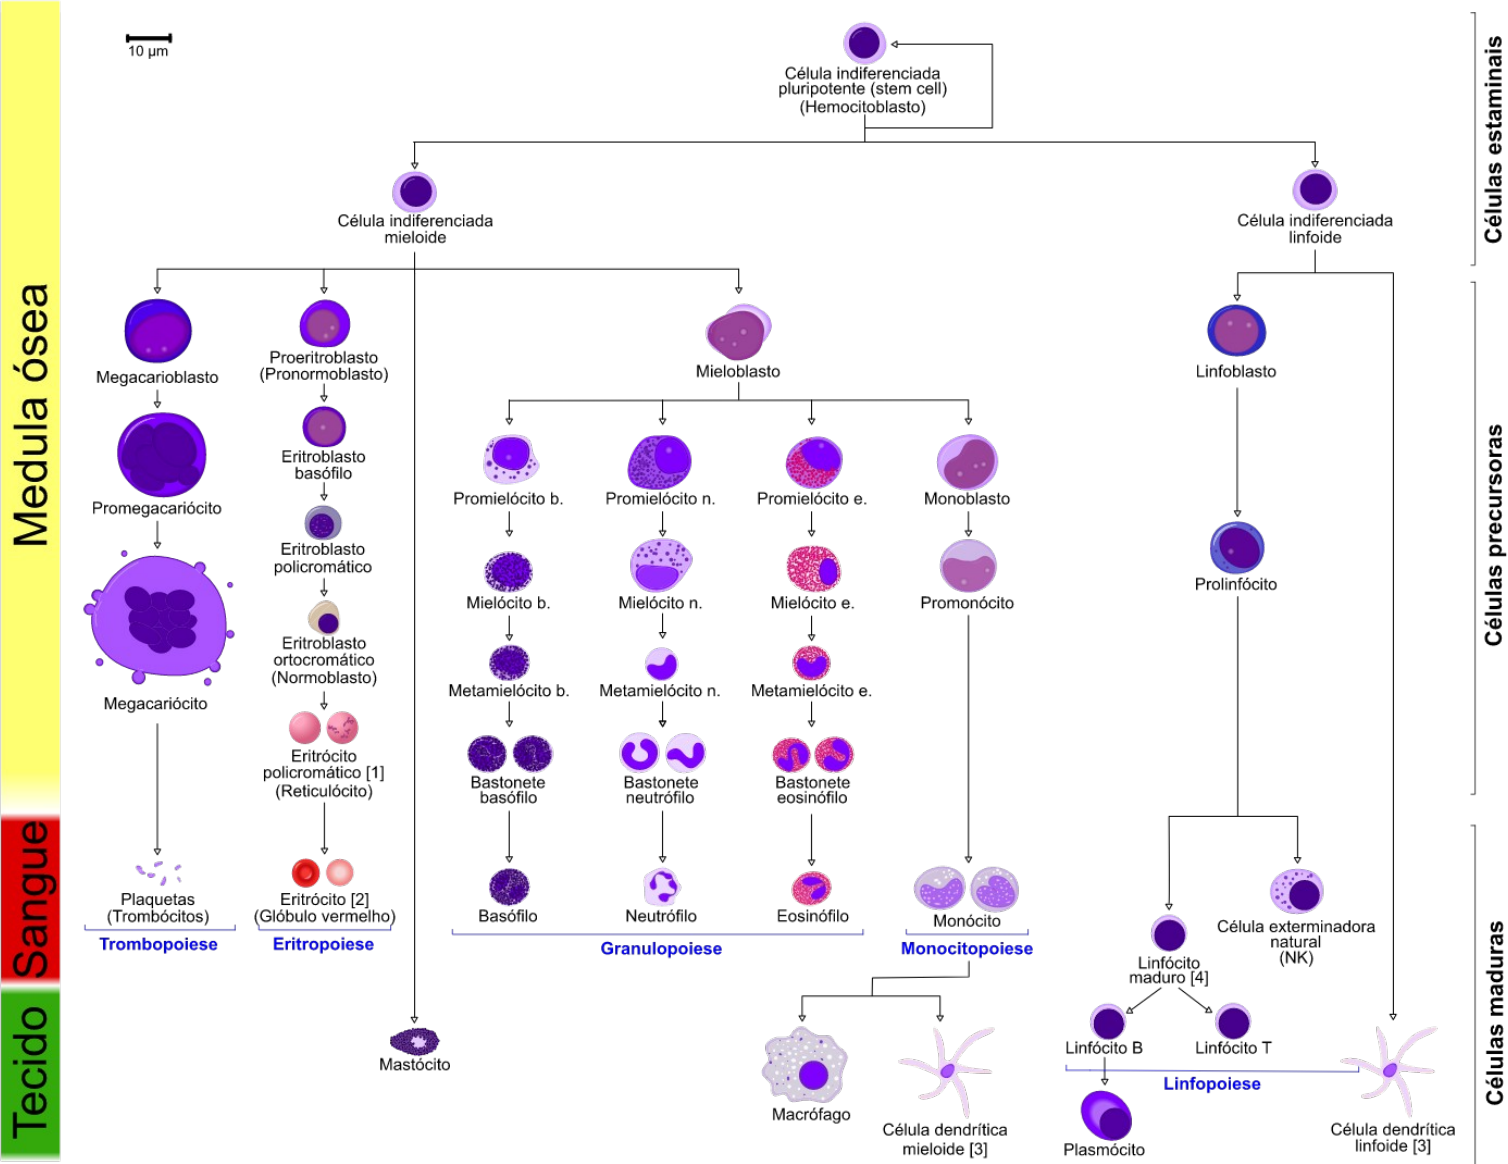 10 µm
Célula indiferenciada
pluripotente (stem cell)
(Hemocitoblasto)
Célula indiferenciada
mieloide
Célula indiferenciada
linfoide
Células estaminais
Medula ósea
Megacarioblasto
Proeritroblasto
(Pronormoblasto)
Mieloblasto
Linfoblasto
Promegacariócito
Eritroblasto
basófilo
Promielócito b.
Promielócito n.
Promielócito e.
Monoblasto
Eritroblasto
policromático
Mielócito b.
Mielócito n.
Mielócito e.
Promonócito
Prolinfócito
Células precursoras
Megacariócito
Eritroblasto
ortocromático
(Normoblasto)
Metamielócito b.
Metamielócito n.
Metamielócito e.
Eritrócito
policromático [1]
(Reticulócito)
Bastonete
basófilo
Bastonete
neutrófilo
Bastonete
eosinófilo
Sangue
Plaquetas
(Trombócitos)
Eritrócito [2]
(Glóbulo vermelho)
Basófilo
Neutrófilo
Eosinófilo
Monócito
Linfócito
maduro [4]
Célula exterminadora
natural
(NK)
Trombopoiese
Eritropoiese
Granulopoiese
Monocitopoiese
Células maduras
Tecido
Mastócito
Macrófago
Célula dendrítica
mieloide [3]
Linfócito B
Linfócito T
Linfopoiese
Plasmócito
Célula dendrítica
linfoide [3]